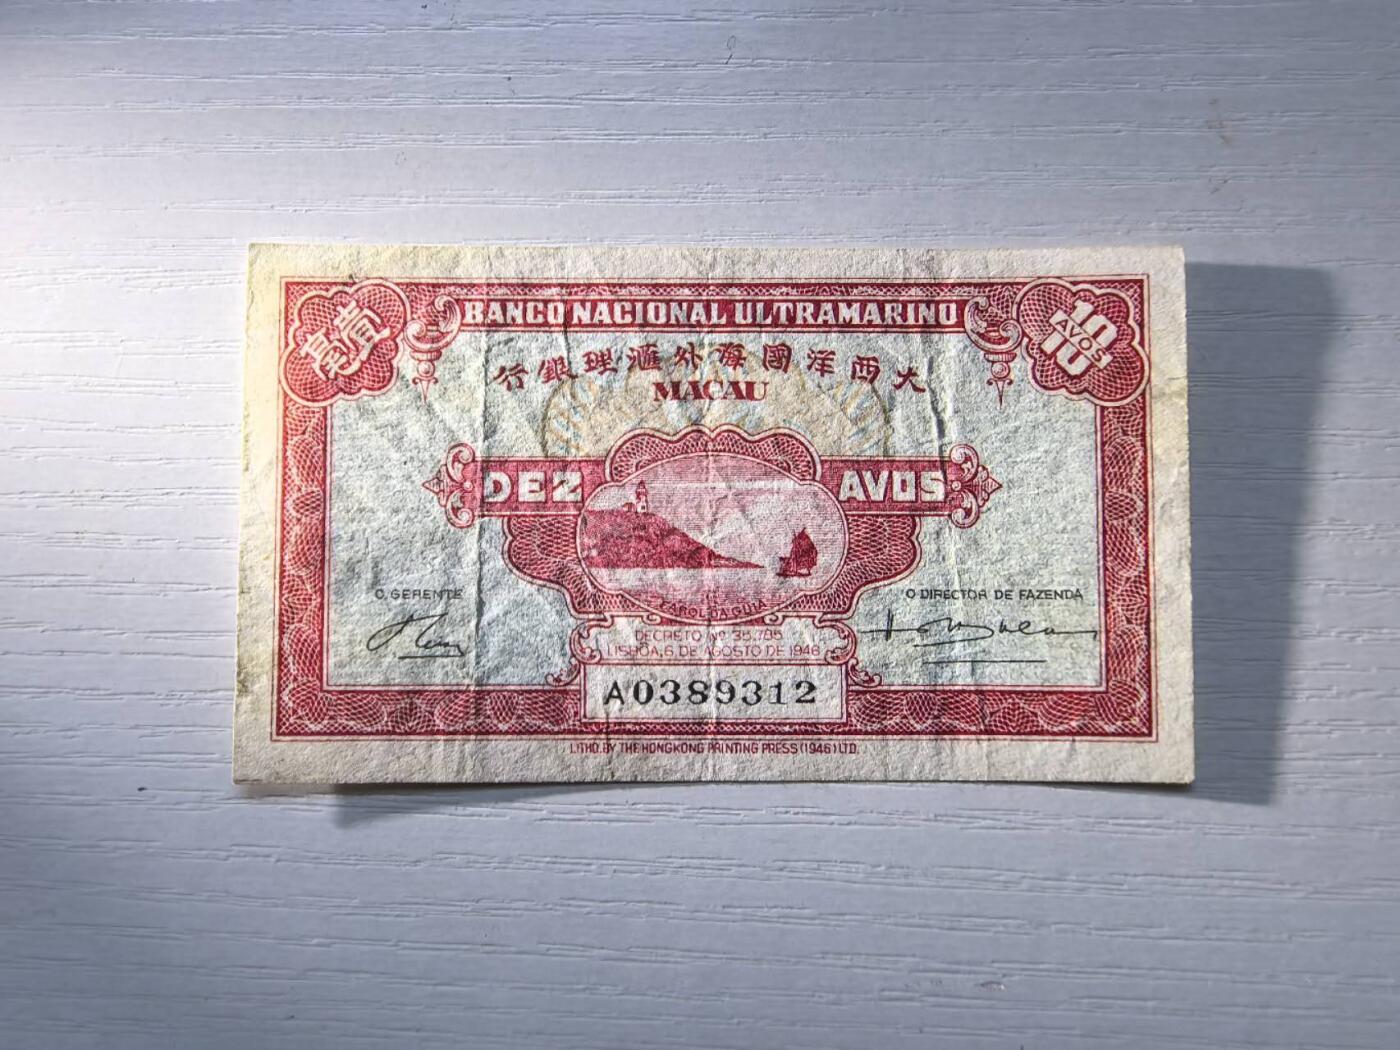 BANCO NACIONAL ULTRAMARINO
壹毫
10 AVOS 10
行銀理滙外海國洋西大
MACAU
DEZ AVOS
FAROL DA GUIA
O GERENTE
O DIRECTOR DE FAZENDA
DECRETO Nº 35.785
LISBOA, 6 DE AGOSTO DE 1946
A0389312
LITHO. BY THE HONGKONG PRINTING PRESS (1946) LTD.